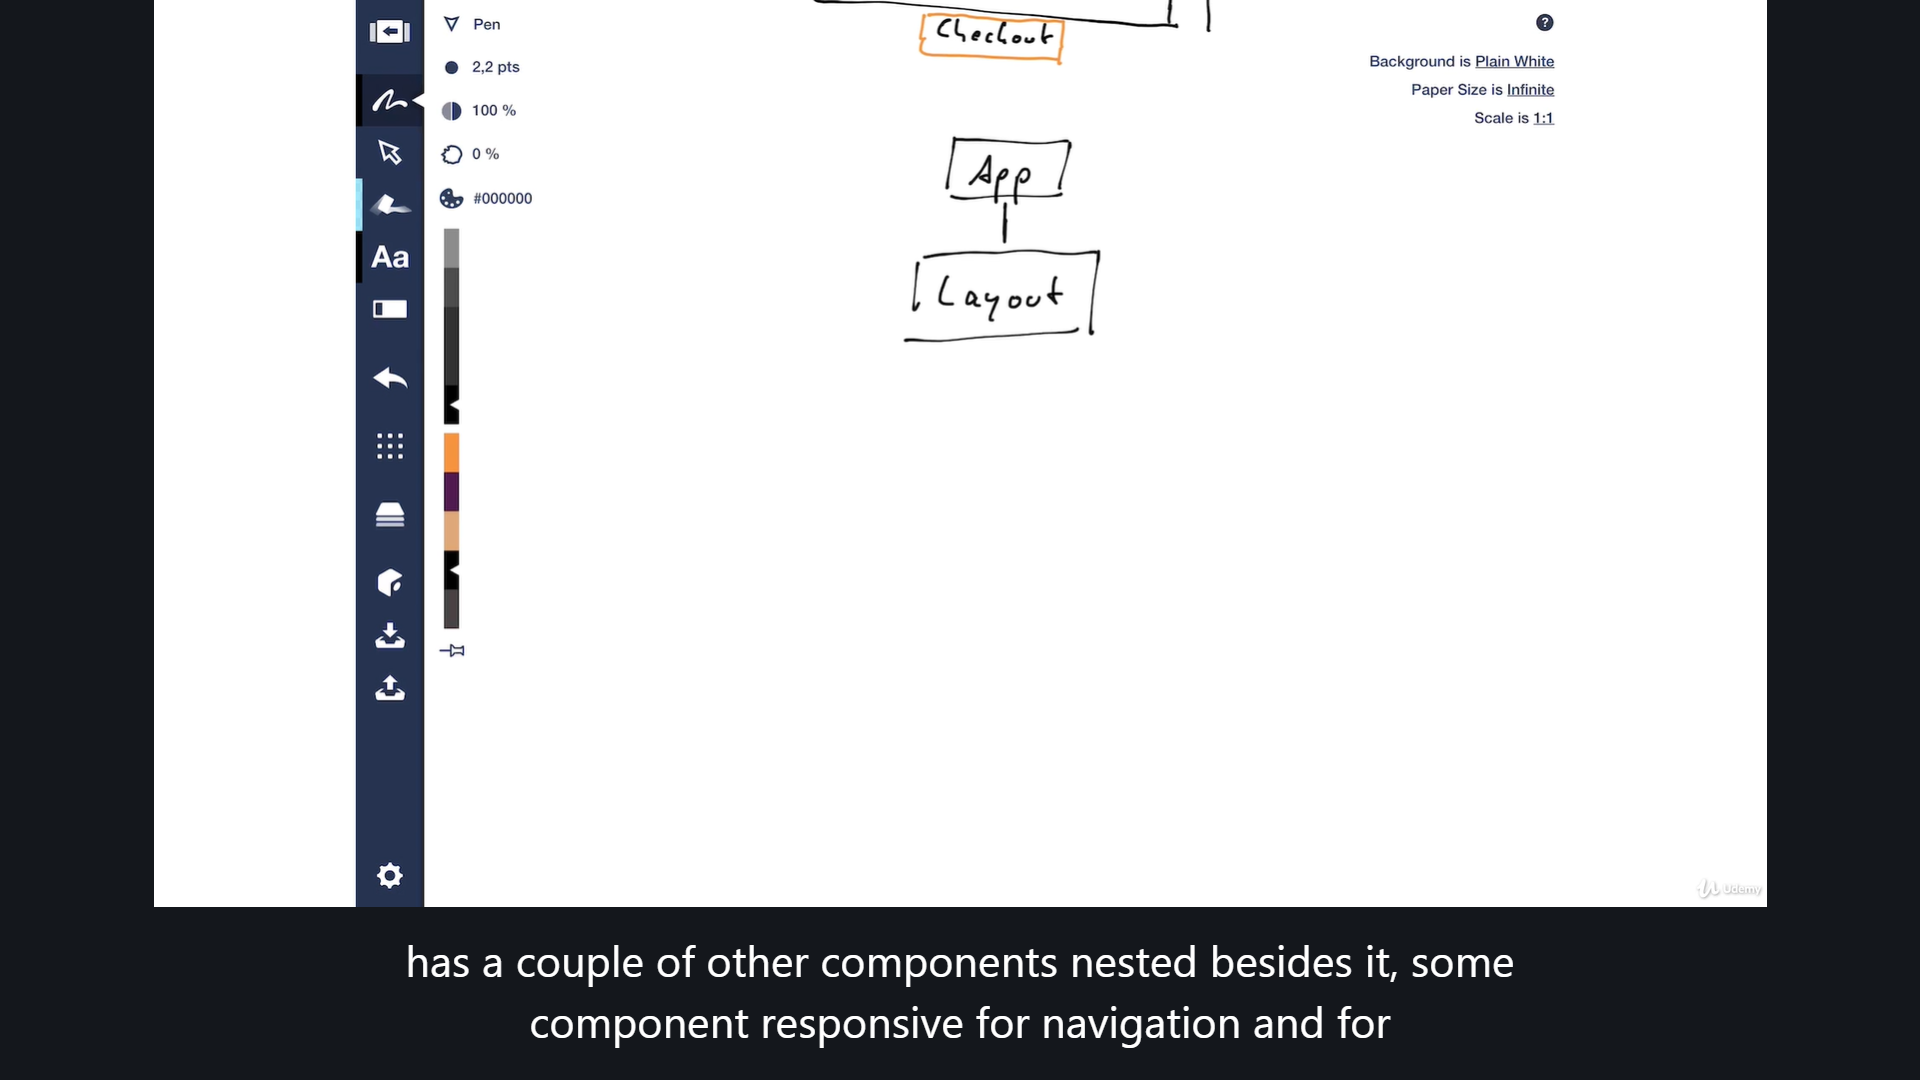 Pen
2,2 pts
100 %
0 %
#000000
Aa
Checkout
Background is Plain White
Paper Size is Infinite
Scale is 1:1
?
App
Layout
Udemy
has a couple of other components nested besides it, some
component responsive for navigation and for